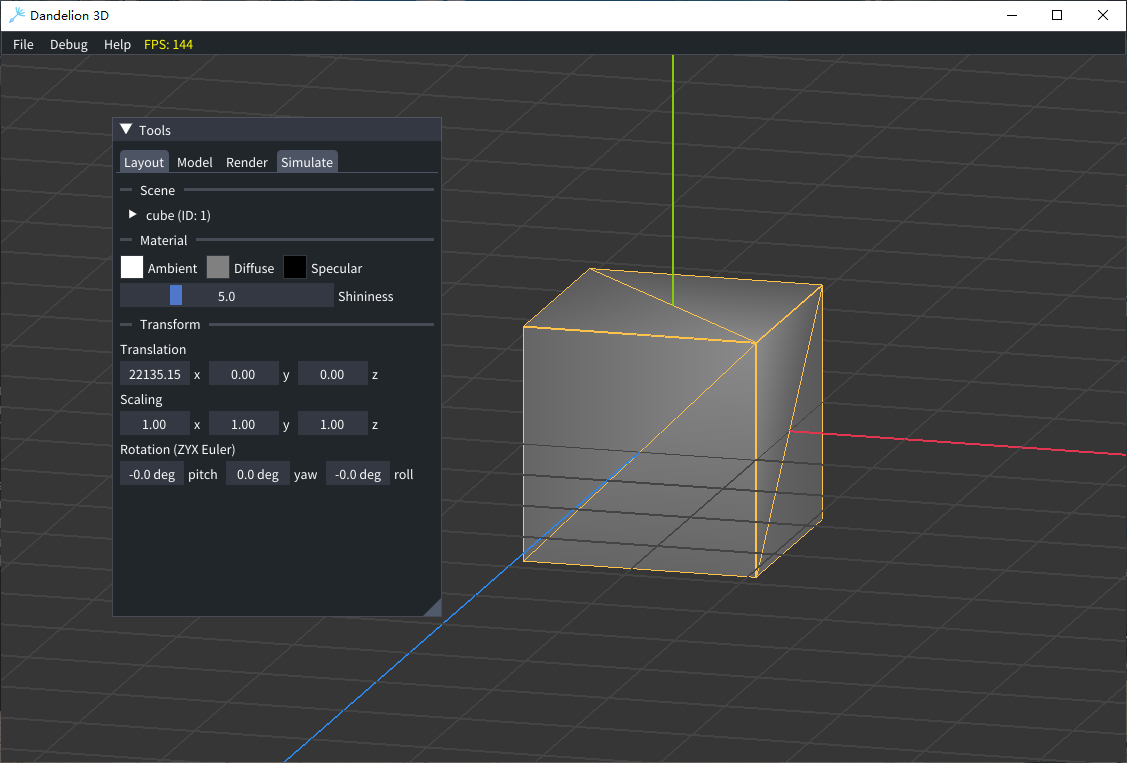 Dandelion 3D
File Debug Help FPS: 144
Tools
Layout Model Render Simulate
Scene
cube (ID: 1)
Material
Ambient Diffuse Specular
5.0 Shininess
Transform
Translation
22135.15 x 0.00 y 0.00 z
Scaling
1.00 x 1.00 y 1.00 z
Rotation (ZYX Euler)
-0.0 deg pitch 0.0 deg yaw -0.0 deg roll